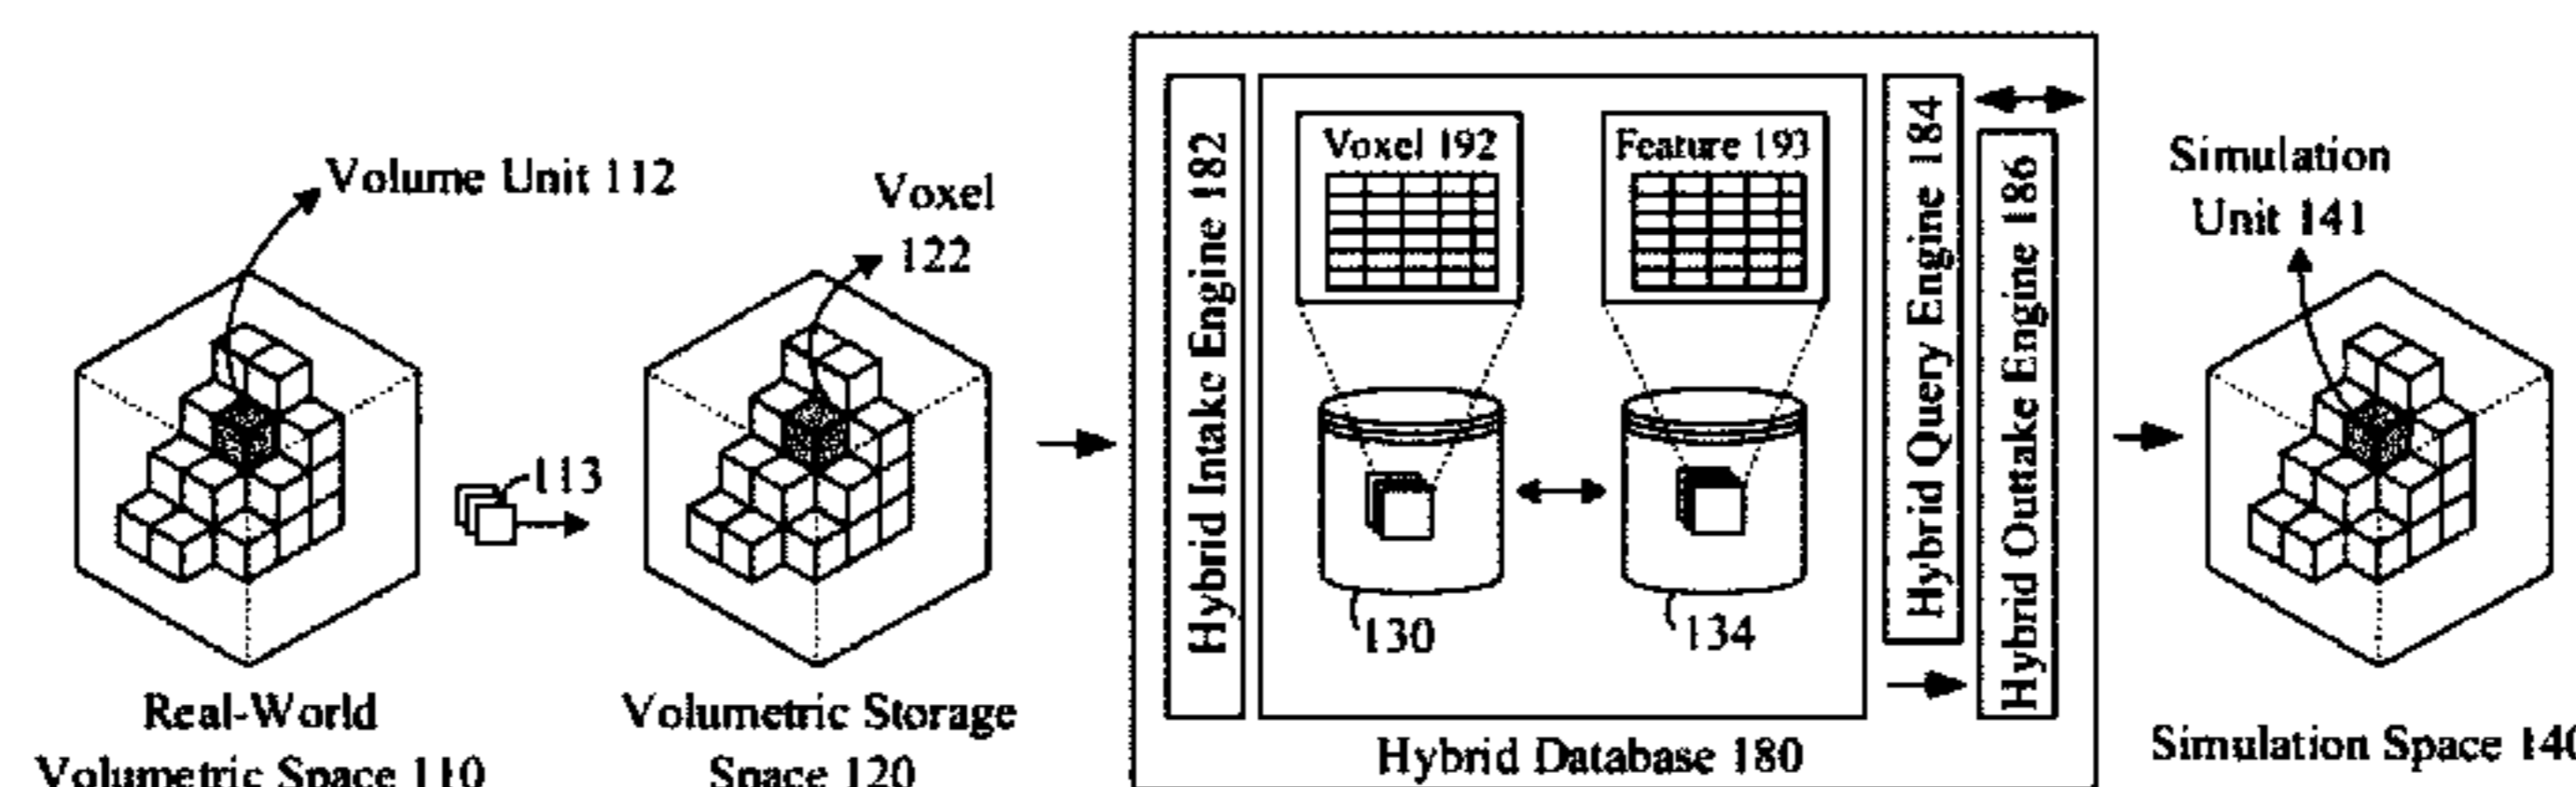 Volume Unit 112
Voxel
122
113
Real-World
Volumetric Space 110
Volumetric Storage
Space 120
Hybrid Intake Engine 182
Voxel 192
Feature 193
130
134
Hybrid Query Engine 184
Hybrid Outtake Engine 186
Hybrid Database 180
Simulation
Unit 141
Simulation Space 140